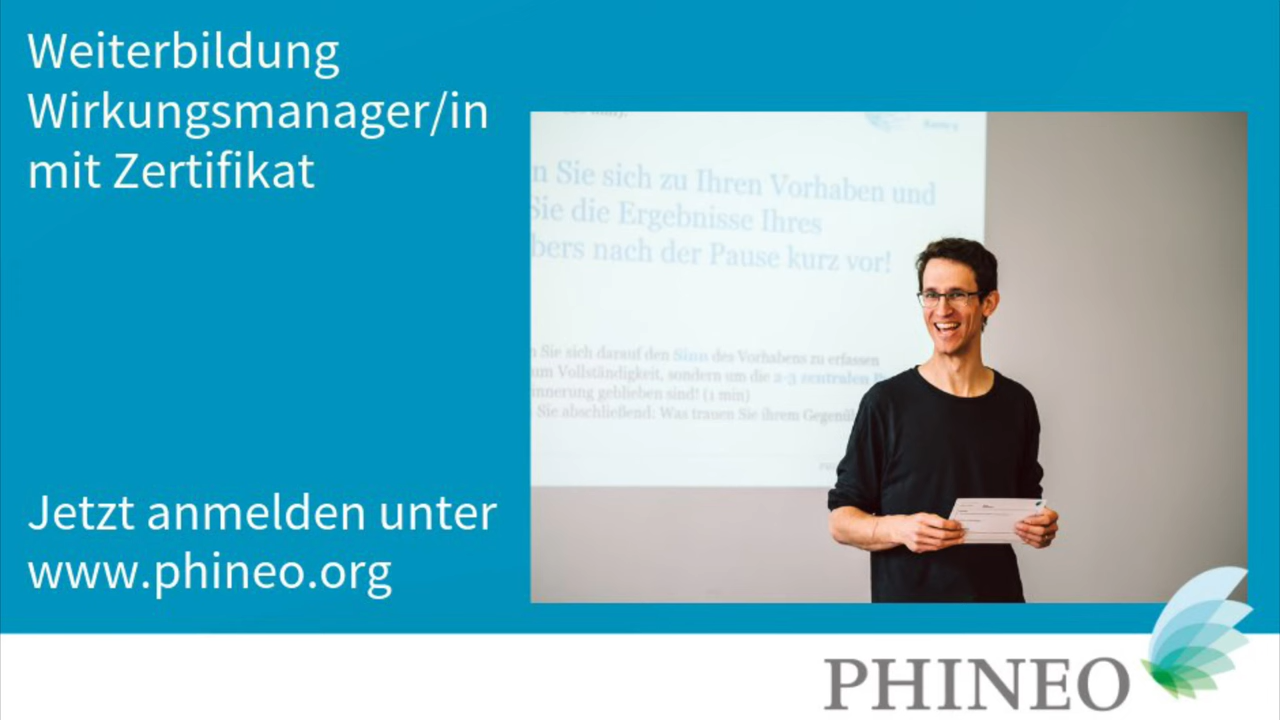 Weiterbildung
Wirkungsmanager/in
mit Zertifikat
n Sie sich zu Ihren Vorhaben und
Sie die Ergebnisse Ihres
bers nach der Pause kurz vor!
n Sie sich darauf den Sinn des Vorhabens zu erfassen
um Vollständigkeit, sondern um die 2-3 zentralen
innerung geblieben sind! (1 min)
Sie abschließend: Was trauen Sie ihrem Gegenü
Jetzt anmelden unter
www.phineo.org
PHINEO